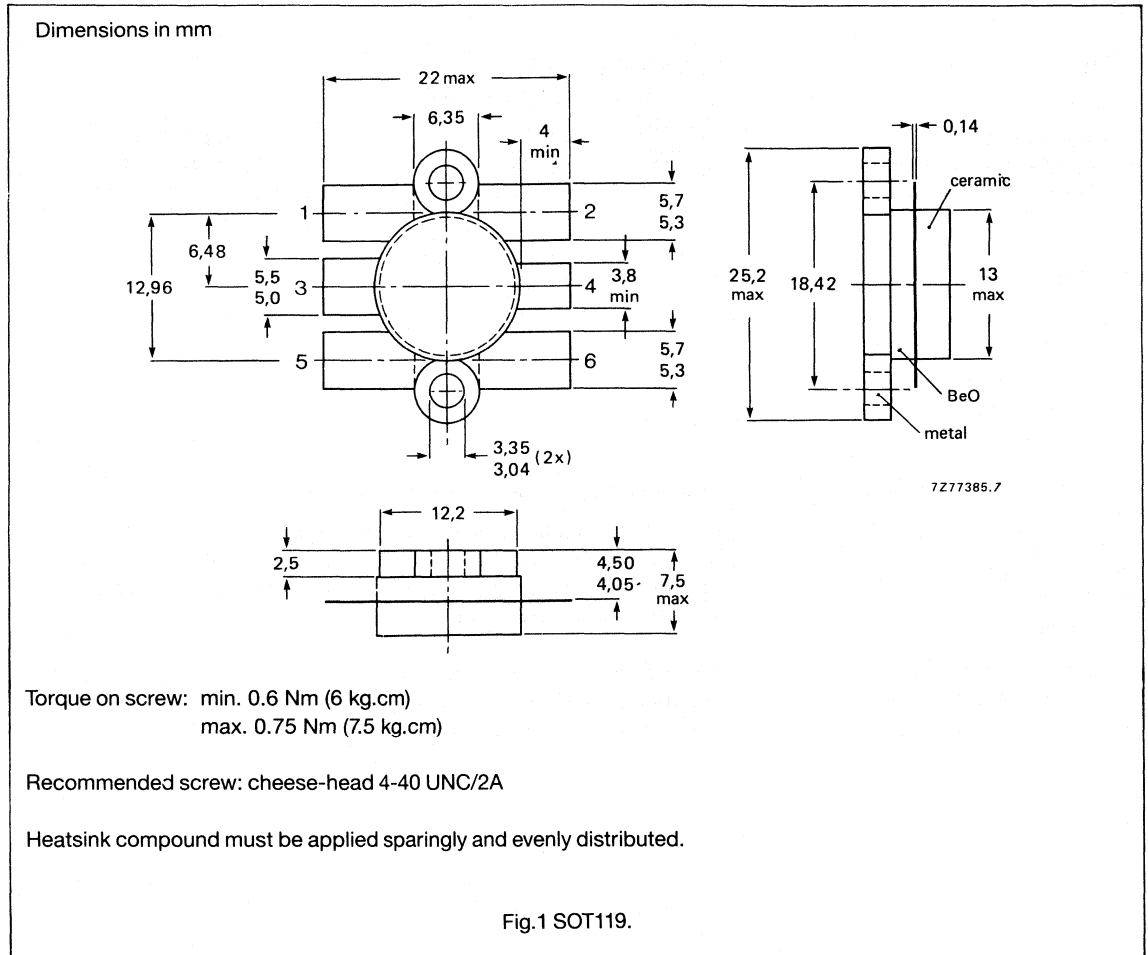 Dimensions in mm
22 max
6,35
4
min
0,14
ceramic
1
2
5,7
5,3
6,48
12,96
5,5
5,0
3
4
3,8
min
25,2
max
18,42
13
max
5
6
5,7
5,3
BeO
metal
3,35
3,04 (2x)
7Z77385.7
12,2
2,5
4,50
4,05
7,5
max
Torque on screw: min. 0.6 Nm (6 kg.cm)
max. 0.75 Nm (7.5 kg.cm)
Recommended screw: cheese-head 4-40 UNC/2A
Heatsink compound must be applied sparingly and evenly distributed.
Fig.1 SOT119.